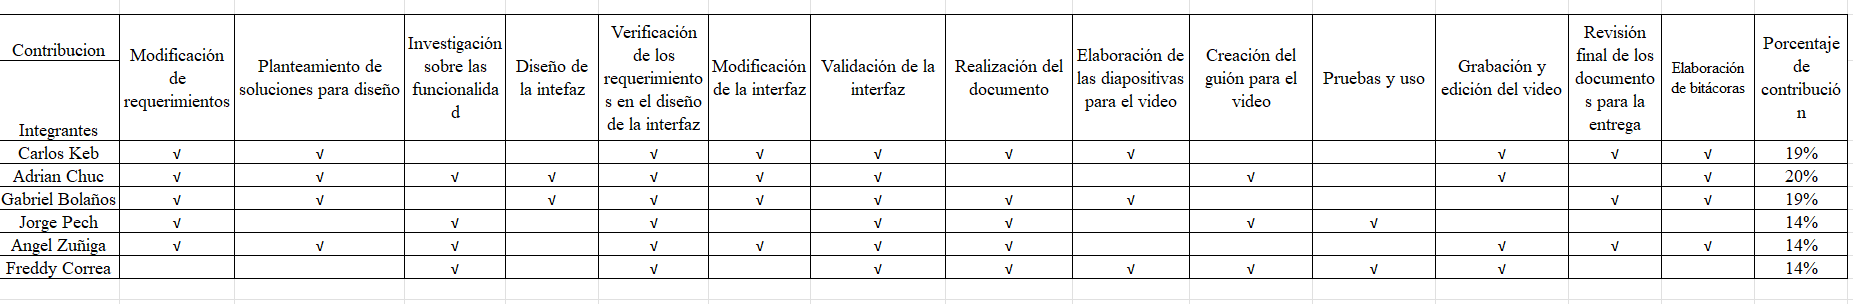 Contribucion
Integrantes
Modificación
de
requerimientos
Planteamiento de
soluciones para diseño
Investigación
sobre las
funcionalida
d
Diseño de
la intefaz
Verificación
de los
requerimiento
s en el diseño
de la interfaz
Modificación
de la interfaz
Validación de la
interfaz
Realización del
documento
Elaboración de
las diapositivas
para el video
Creación del
guión para el
video
Pruebas y uso
Grabación y
edición del video
Revisión
final de los
documento
s para la
entrega
Elaboración
de bitácoras
Porcentaje
de
contribució
n
Carlos Keb √ √ √ √ √ √ √ √ √ √ 19%
Adrian Chuc √ √ √ √ √ √ √ √ √ √ 20%
Gabriel Bolaños √ √ √ √ √ √ √ √ √ √ 19%
Jorge Pech √ √ √ √ √ √ √ 14%
Angel Zuñiga √ √ √ √ √ √ √ √ √ √ 14%
Freddy Correa √ √ √ √ √ √ √ √ 14%